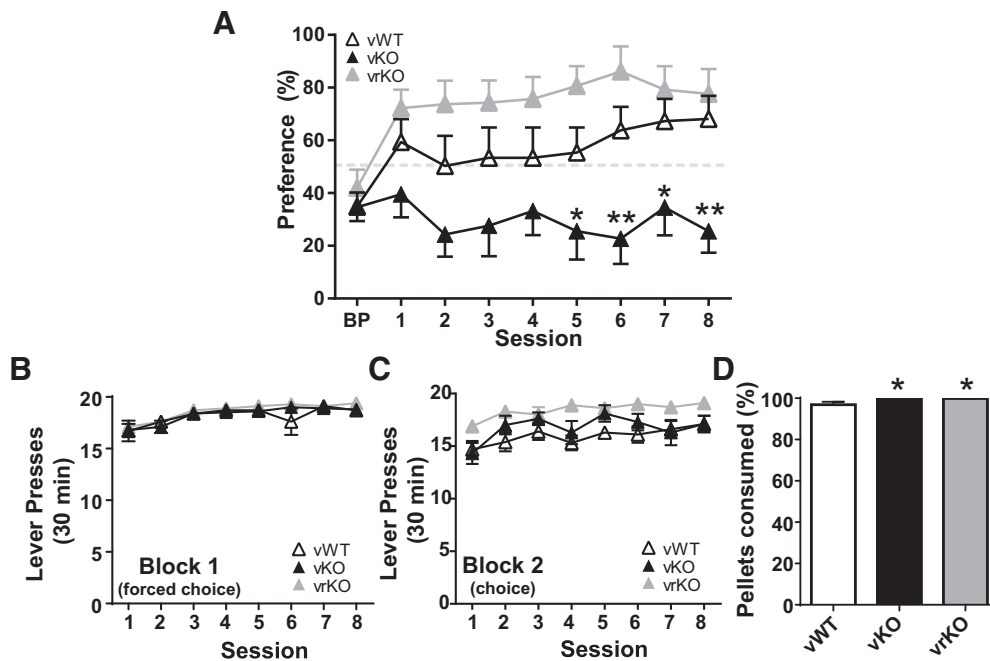 A
100
80
60
40
20
0
Preference (%)
vWT
vKO
vrKO
* ** * **
BP 1 2 3 4 5 6 7 8
Session
B
20
15
10
5
0
Lever Presses
(30 min)
Block 1
(forced choice)
vWT
vKO
vrKO
1 2 3 4 5 6 7 8
Session
C
20
15
10
5
0
Lever Presses
(30 min)
Block 2
(choice)
vWT
vKO
vrKO
1 2 3 4 5 6 7 8
Session
D
100
80
60
40
20
0
Pellets consumed (%)
* *
vWT vKO vrKO